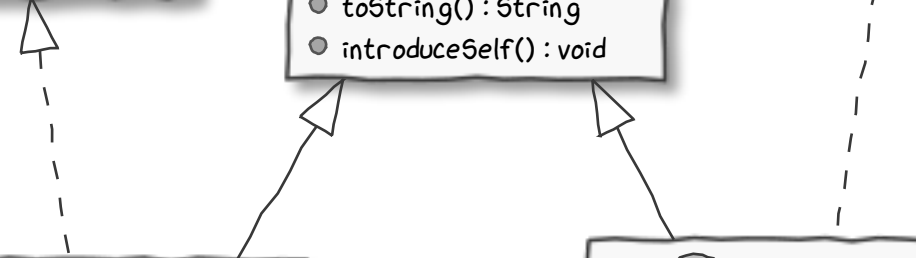 toString() : String
introduceSelf() : void